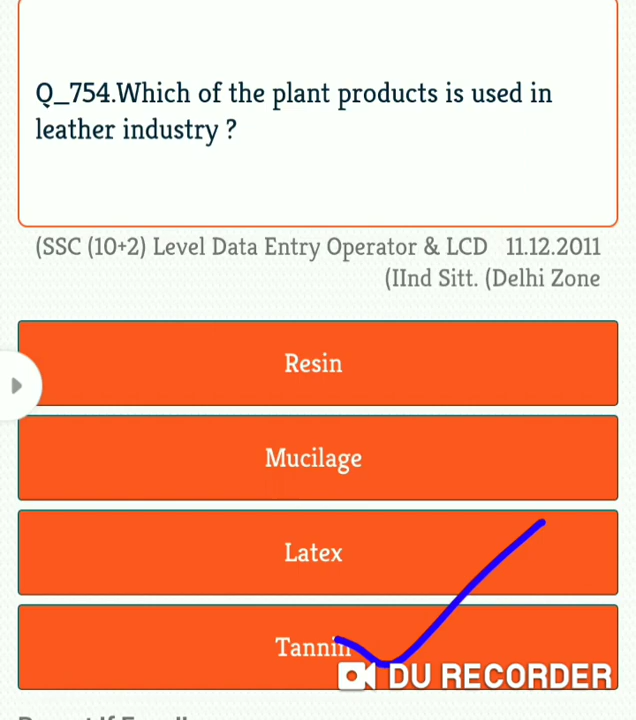 Q_754.Which of the plant products is used in
leather industry ?
(SSC (10+2) Level Data Entry Operator & LCD 11.12.2011
(IInd Sitt. (Delhi Zone
Resin
Mucilage
Latex
Tannin
DU RECORDER